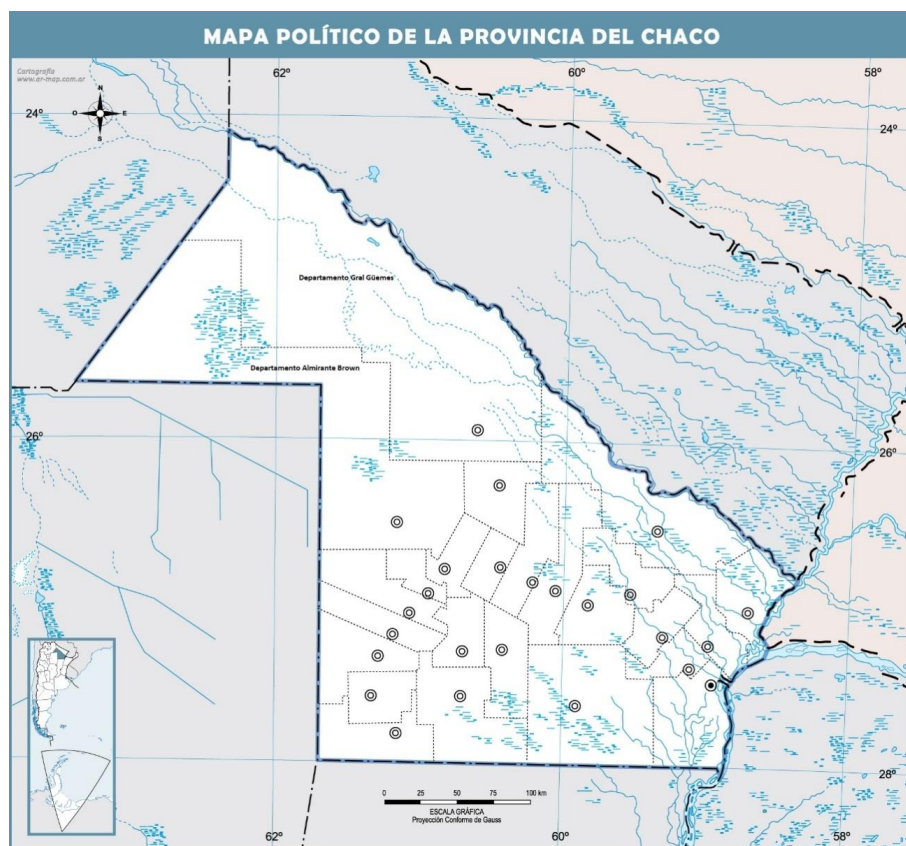 MAPA POLÍTICO DE LA PROVINCIA DEL CHACO
Cartografía
www.ar-map.com.ar
62º
60º
58º
N
O
E
S
24º
24º
Departamento Gral Güemes
Departamento Almirante Brown
26º
26º
28º
0 25 50 75 100 km
ESCALA GRÁFICA
Proyección Conforme de Gauss
62º
60º
58º